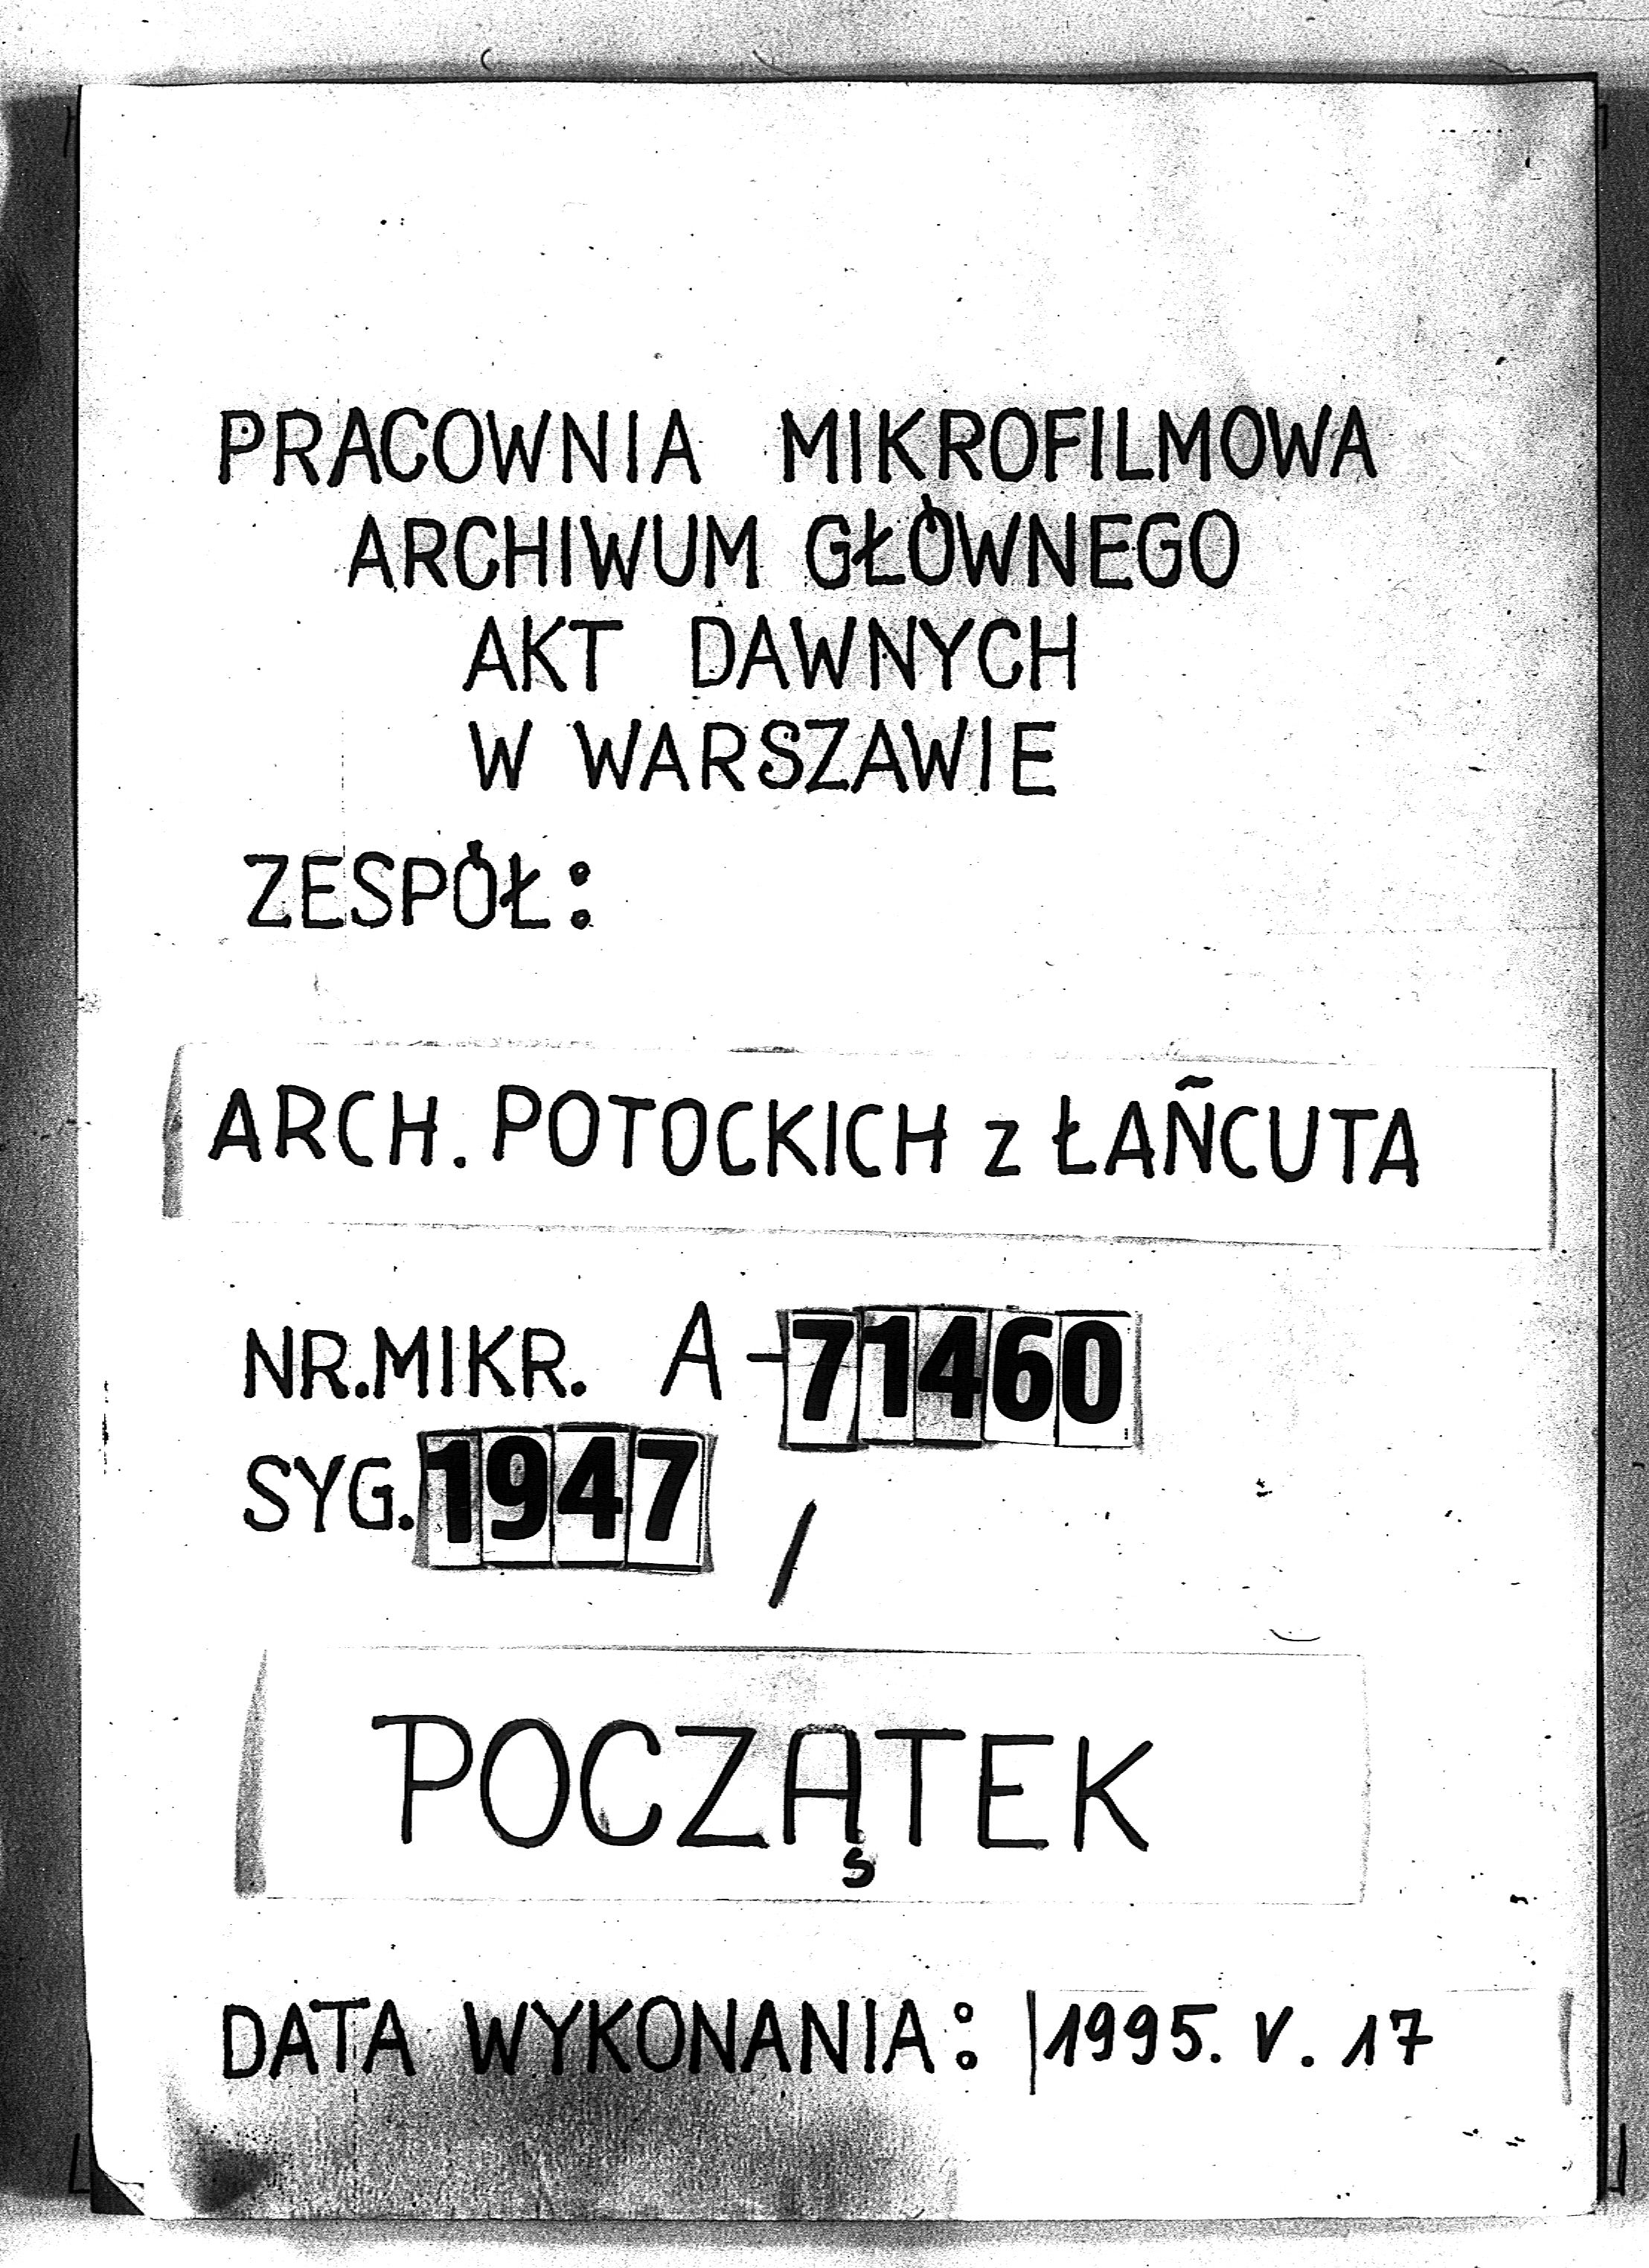 PRACOWNIA MIKROFILMOWA
ARCHIWUM GŁÓWNEGO
AKT DAWNYCH
W WARSZAWIE
ZESPÓŁ:
ARCH. POTOCKICH z ŁAŃCUTA
NR.MIKR. A-71460
SYG. 1947 /
POCZĄTEK
DATA WYKONANIA: 1995. V. 17